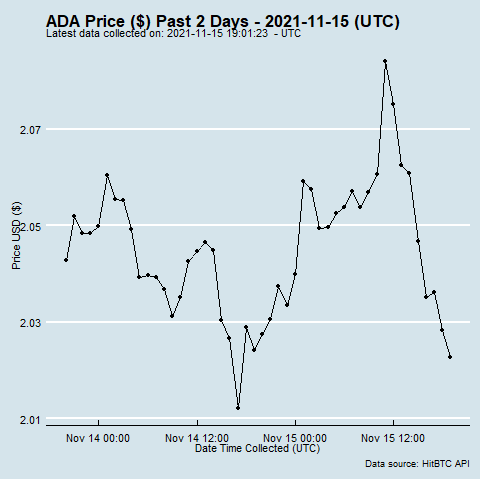 ADA Price ($) Past 2 Days - 2021-11-15 (UTC)
Latest data collected on: 2021-11-15 19:01:23 - UTC
2.07
2.05
2.03
2.01
Price USD ($)
Nov 14 00:00 Nov 14 12:00 Nov 15 00:00 Nov 15 12:00
Date Time Collected (UTC)
Data source: HitBTC API